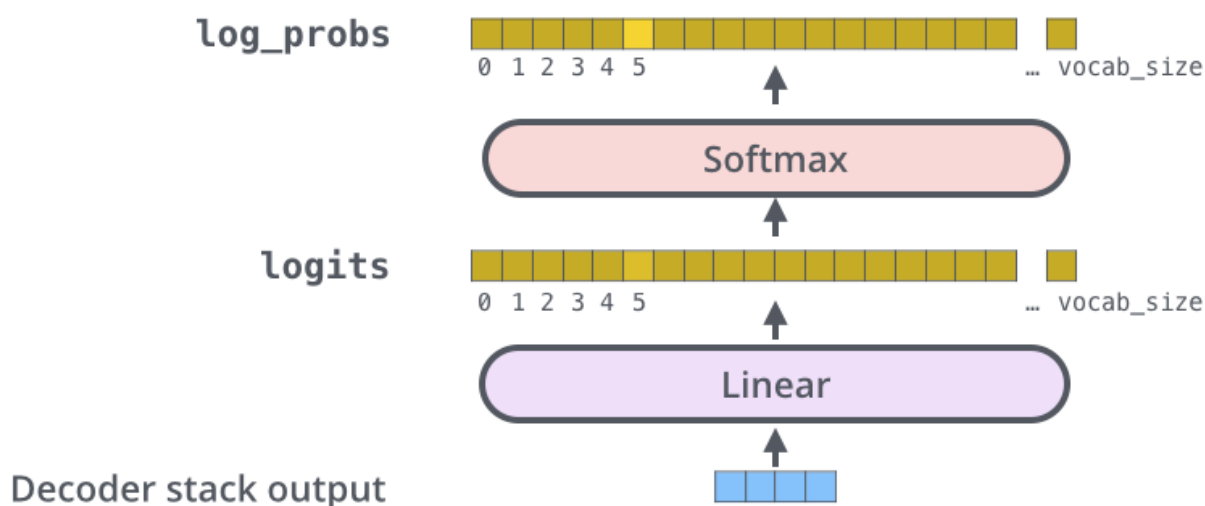 log_probs
0 1 2 3 4 5 … vocab_size
Softmax
logits
0 1 2 3 4 5 … vocab_size
Linear
Decoder stack output